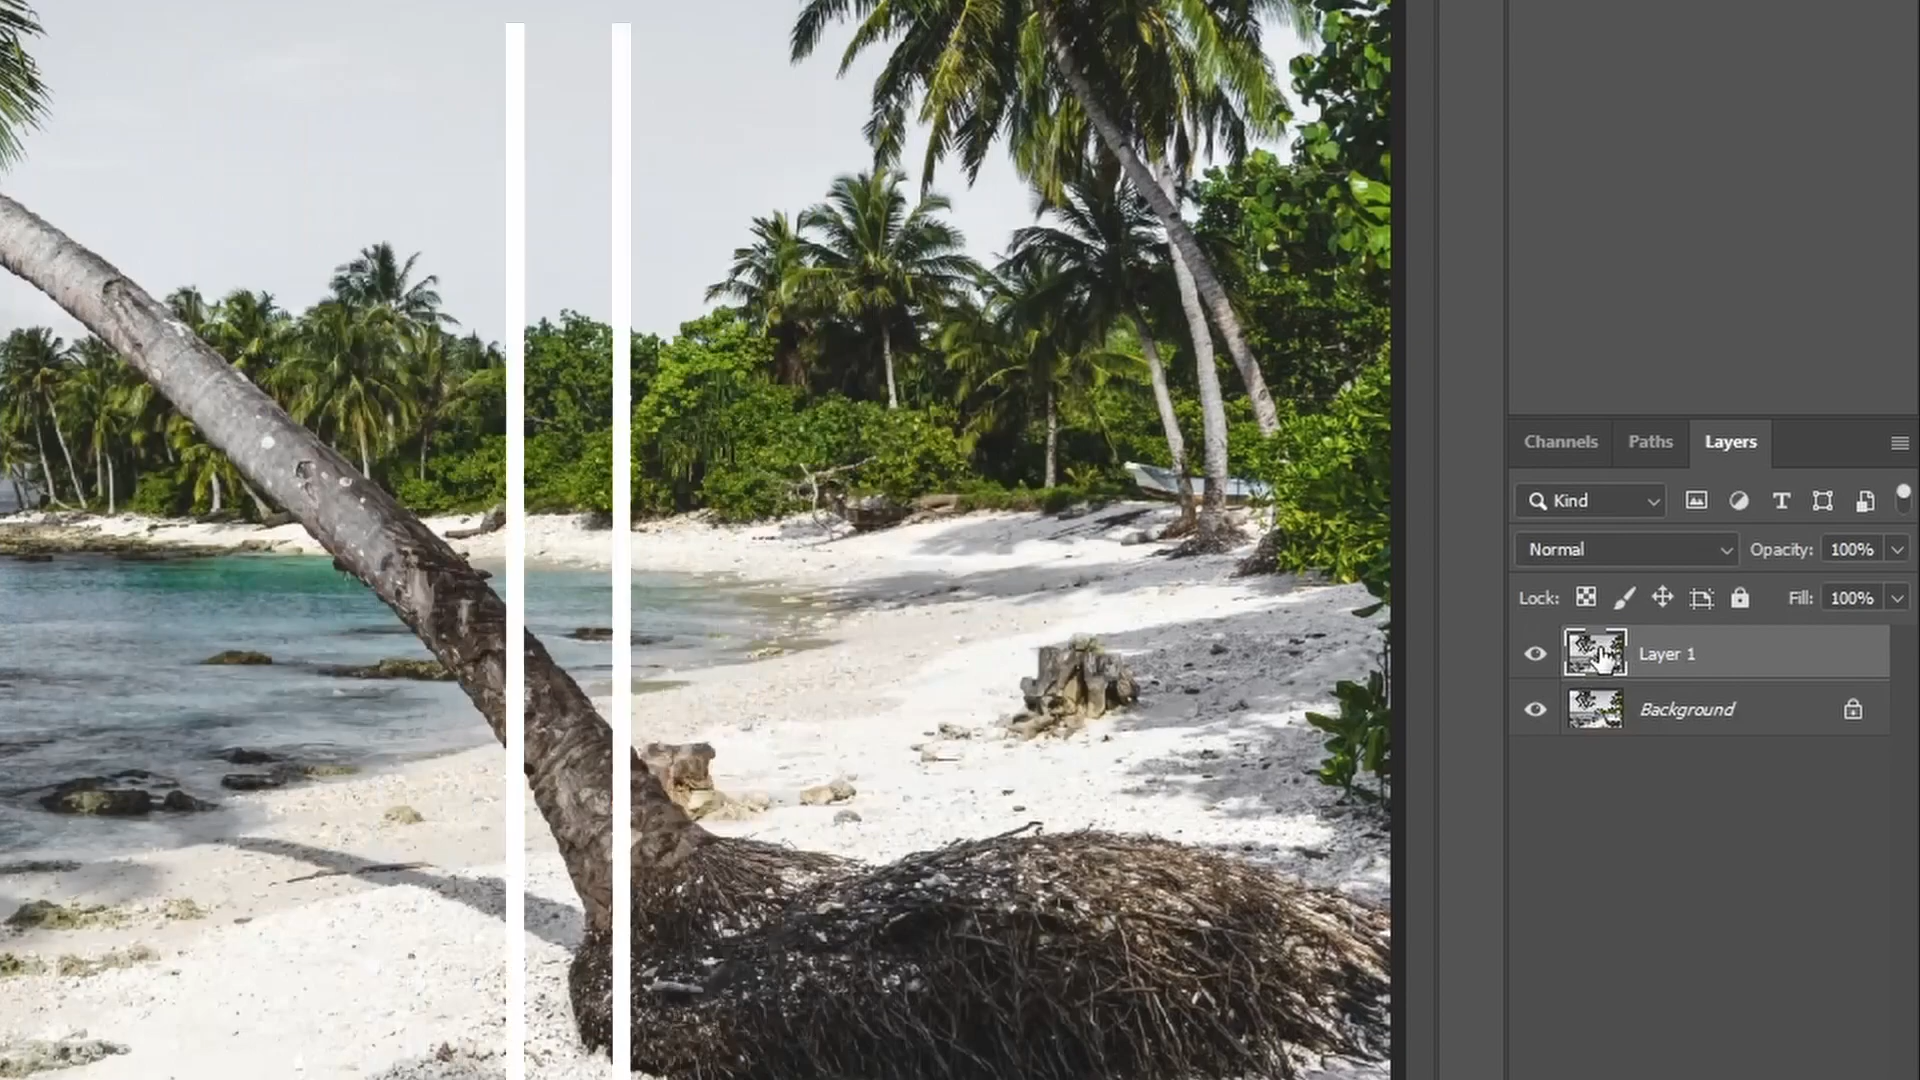 Channels Paths Layers
Kind
Normal Opacity: 100%
Lock: Fill: 100%
Layer 1
Background